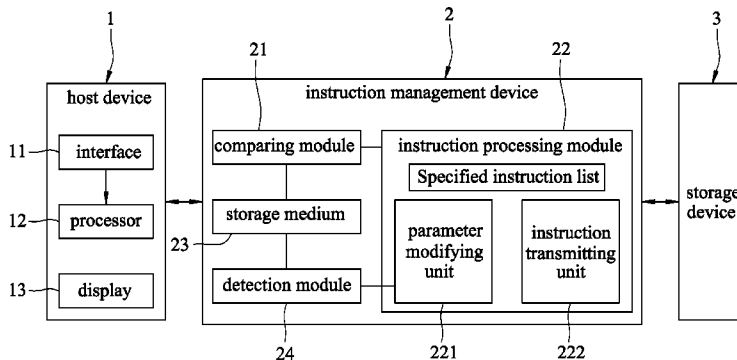 1
2
3
21
22
host device
instruction management device
11
interface
comparing module
instruction processing module
Specified instruction list
12
processor
storage medium
storage
device
23
parameter
modifying
unit
instruction
transmitting
unit
13
display
detection module
24
221
222